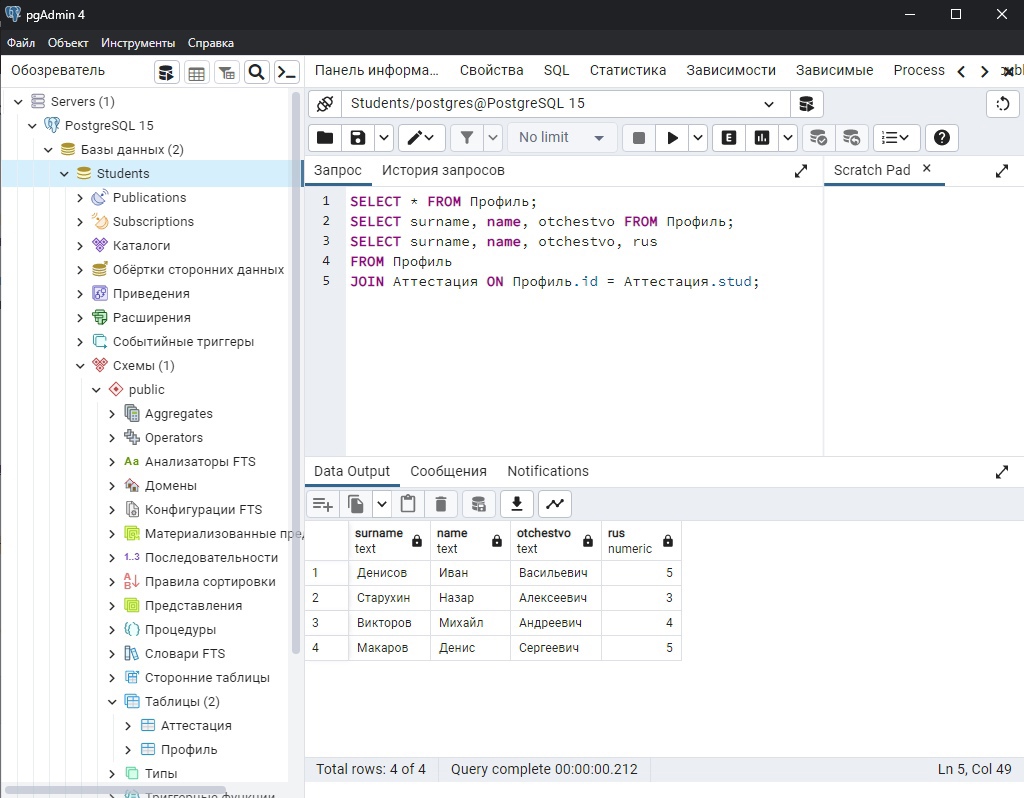 pgAdmin 4
Файл Объект Инструменты Справка
Обозреватель
Панель информа... Свойства SQL Статистика Зависимости Зависимые Process
Servers (1)
PostgreSQL 15
Базы данных (2)
Students
Publications
Subscriptions
Каталоги
Обёртки сторонних данных
Приведения
Расширения
Событийные триггеры
Схемы (1)
public
Aggregates
Operators
Aa Анализаторы FTS
Домены
Конфигурации FTS
Материализованные пре
1..3 Последовательности
Правила сортировки
Представления
Процедуры
Словари FTS
Сторонние таблицы
Таблицы (2)
Аттестация
Профиль
Типы
Триггерные функции
Students/postgres@PostgreSQL 15
No limit
E
Запрос История запросов
Scratch Pad
1 SELECT * FROM Профиль;
2 SELECT surname, name, otchestvo FROM Профиль;
3 SELECT surname, name, otchestvo, rus
4 FROM Профиль
5 JOIN Аттестация ON Профиль.id = Аттестация.stud;
Data Output Сообщения Notifications
surname name otchestvo rus
text text text numeric
1 Денисов Иван Васильевич 5
2 Старухин Назар Алексеевич 3
3 Викторов Михайл Андреевич 4
4 Макаров Денис Сергеевич 5
Total rows: 4 of 4 Query complete 00:00:00.212 Ln 5, Col 49